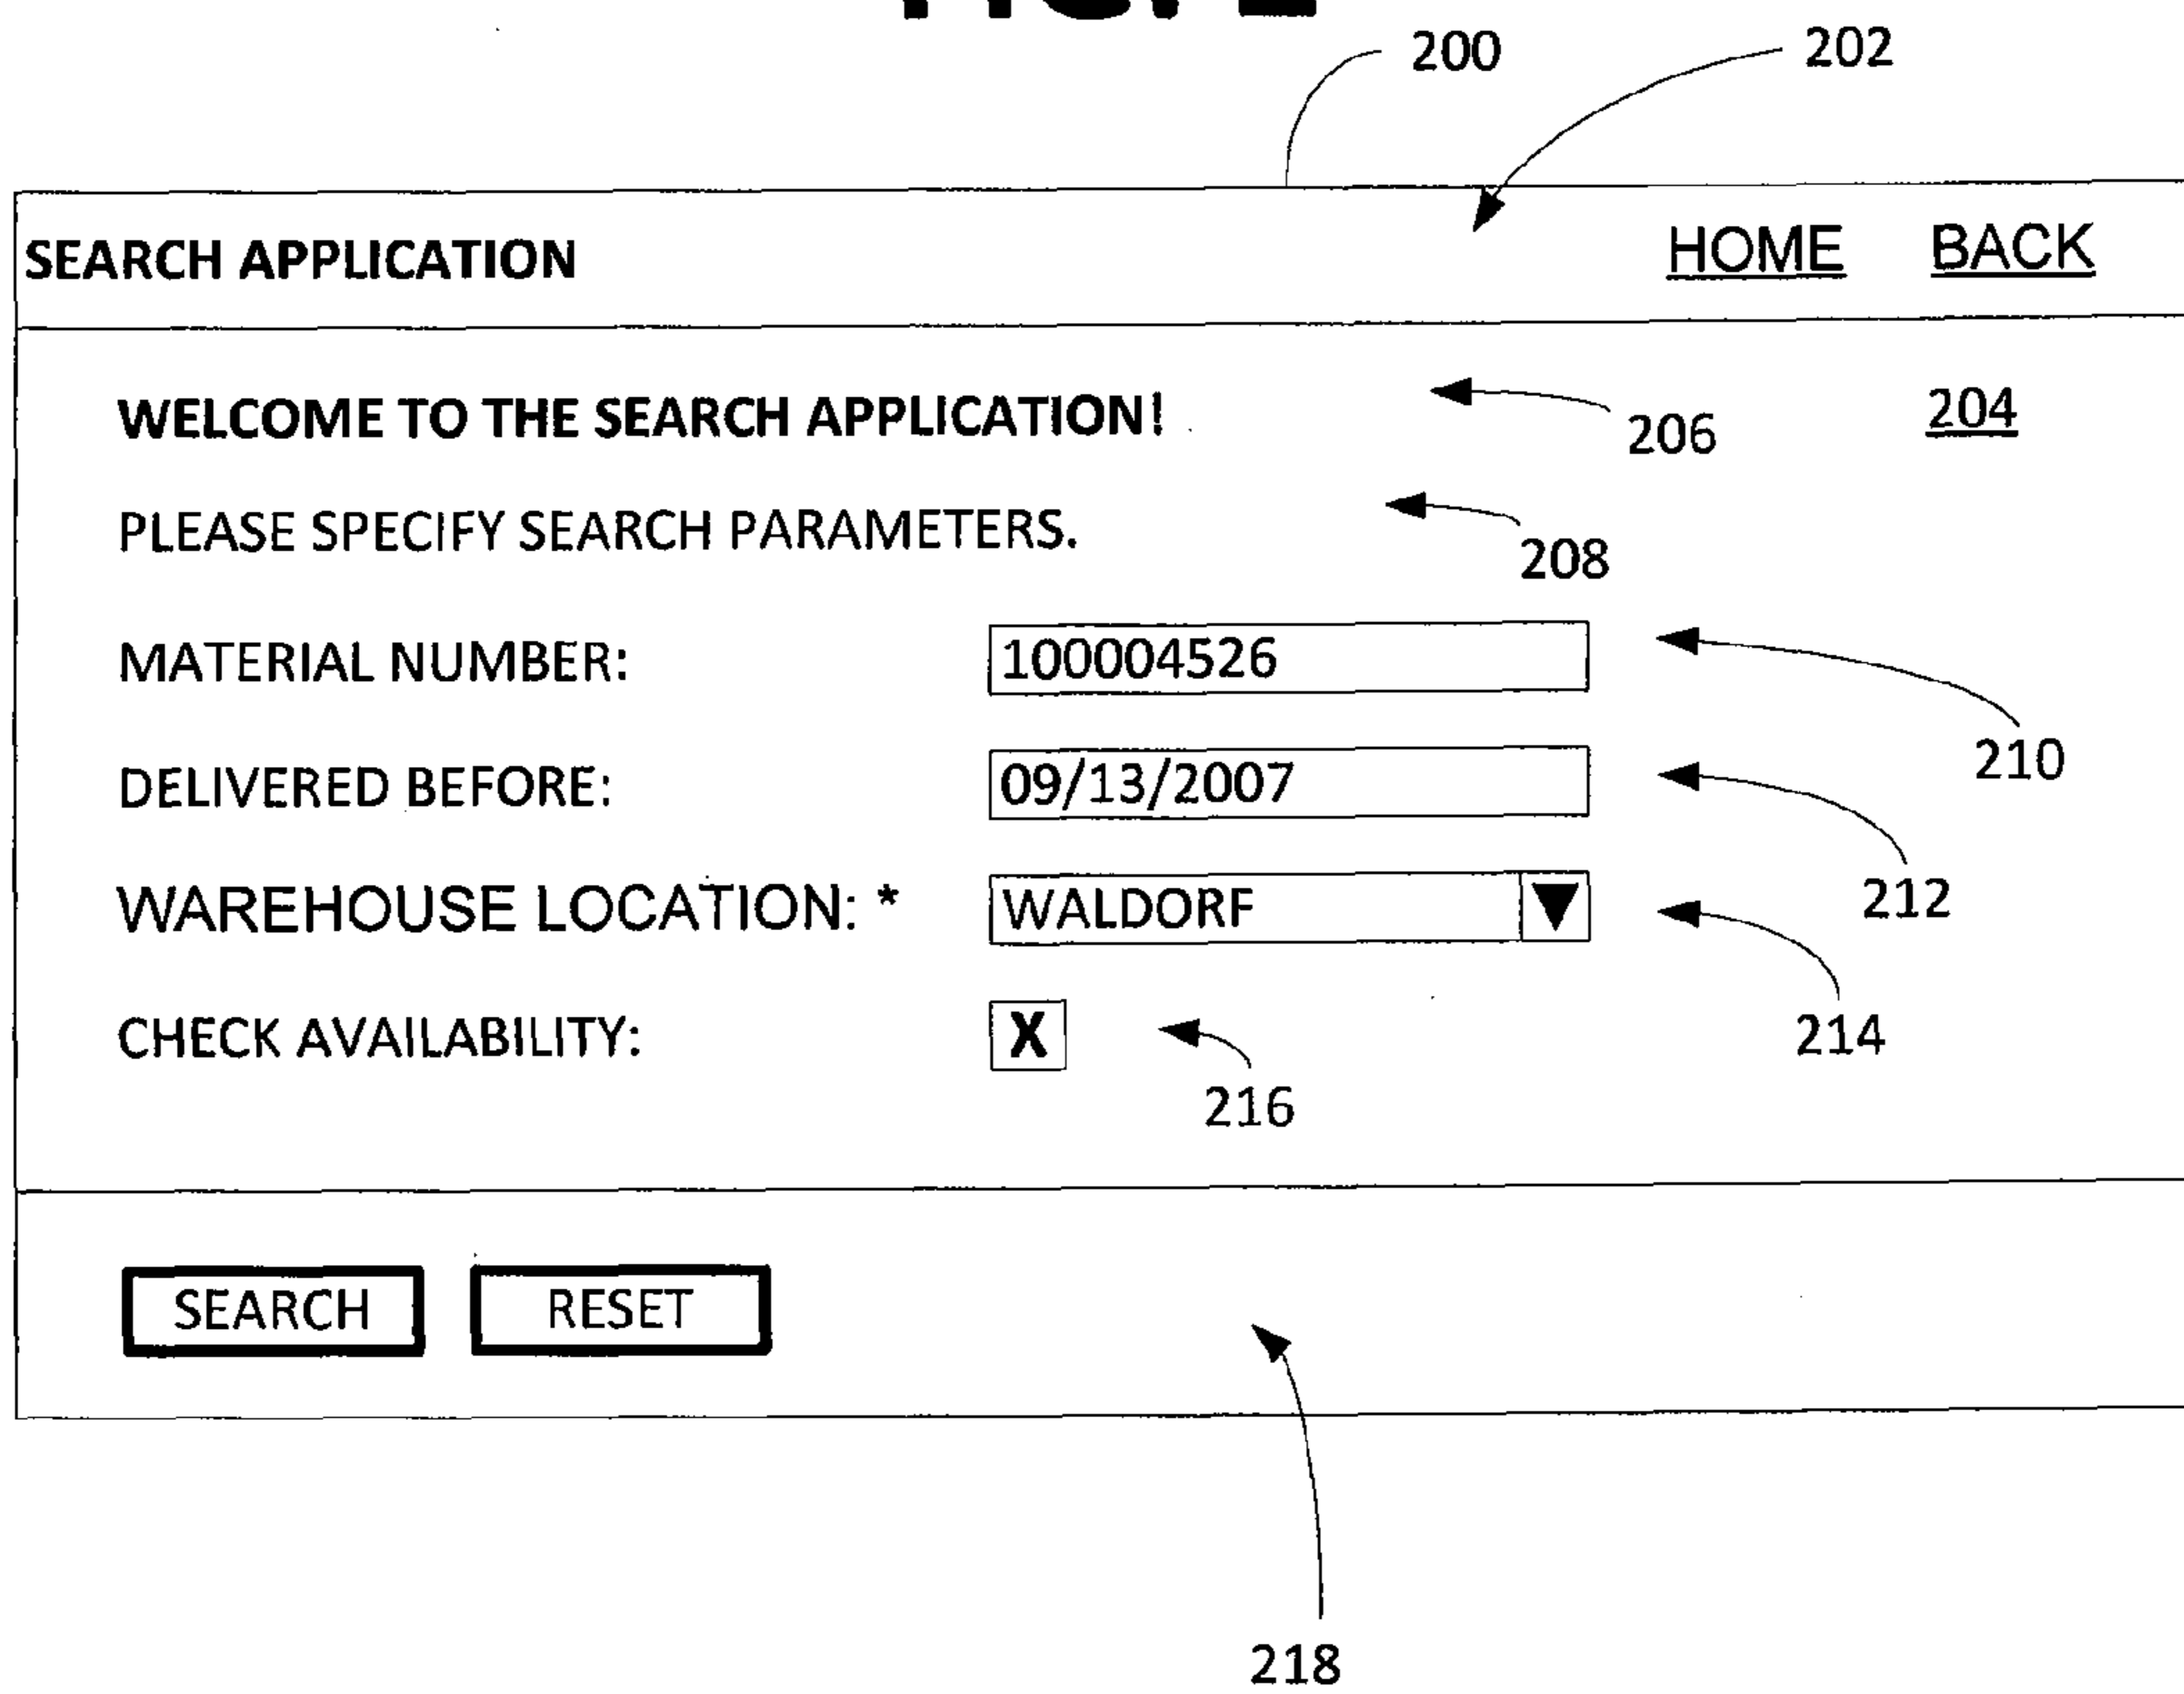 200 202
SEARCH APPLICATION HOME BACK
WELCOME TO THE SEARCH APPLICATION! 206 204
PLEASE SPECIFY SEARCH PARAMETERS. 208
MATERIAL NUMBER: 100004526 210
DELIVERED BEFORE: 09/13/2007 212
WAREHOUSE LOCATION: * WALDORF 214
CHECK AVAILABILITY: X 216
SEARCH RESET
218